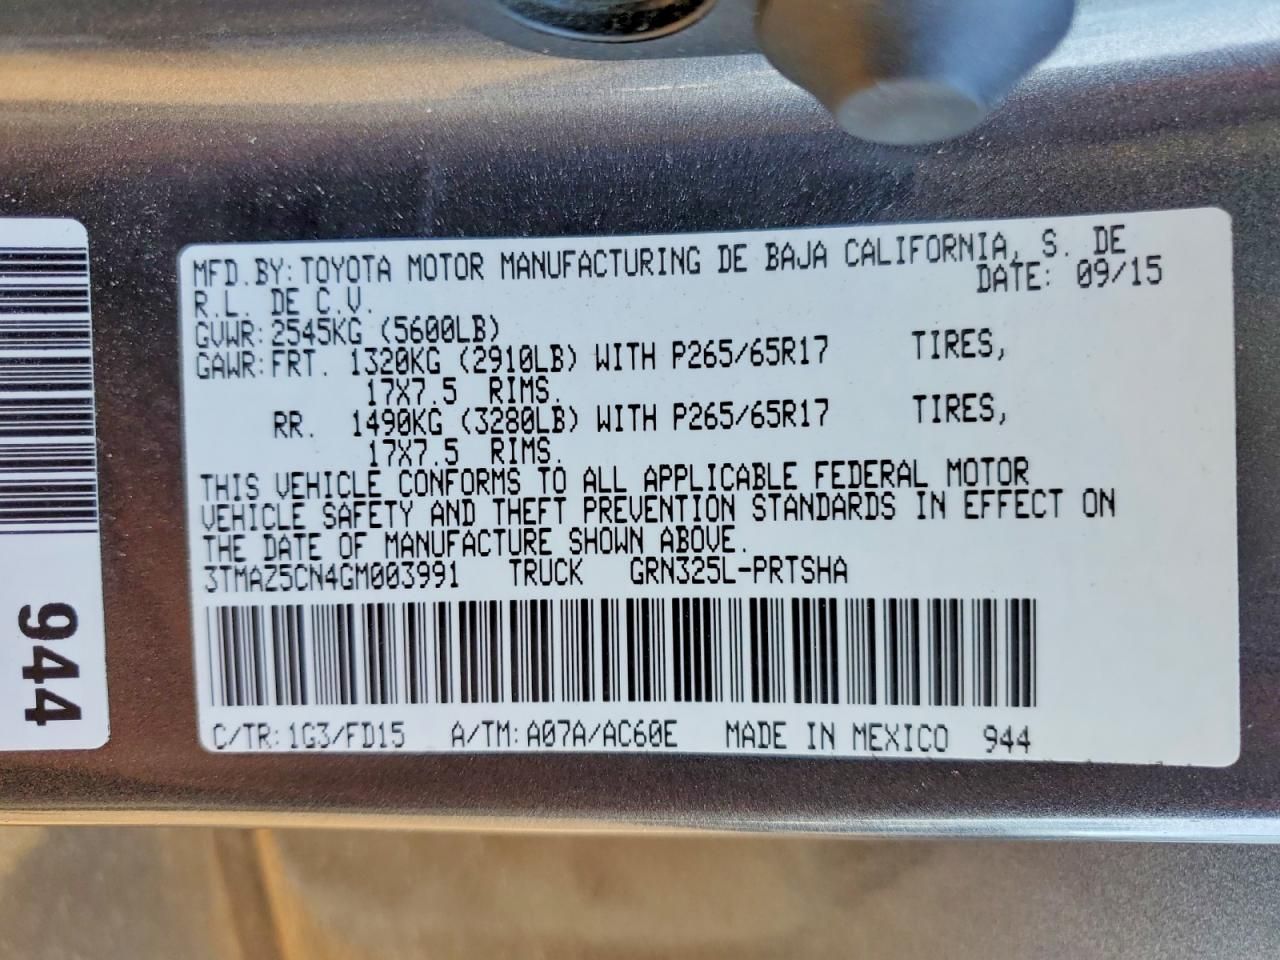 MFD.BY: TOYOTA MOTOR MANUFACTURING DE BAJA CALIFORNIA, S. DE
R.L. DE C.V. DATE: 09/15
GVWR: 2545KG (5600LB)
GAWR: FRT. 1320KG (2910LB) WITH P265/65R17 TIRES,
17X7.5 RIMS.
RR. 1490KG (3280LB) WITH P265/65R17 TIRES,
17X7.5 RIMS.
THIS VEHICLE CONFORMS TO ALL APPLICABLE FEDERAL MOTOR
VEHICLE SAFETY AND THEFT PREVENTION STANDARDS IN EFFECT ON
THE DATE OF MANUFACTURE SHOWN ABOVE.
3TMAZ5CN4GM003991 TRUCK GRN325L-PRTSHA
C/TR: 1G3/FD15 A/TM: A07A/AC60E MADE IN MEXICO 944
944